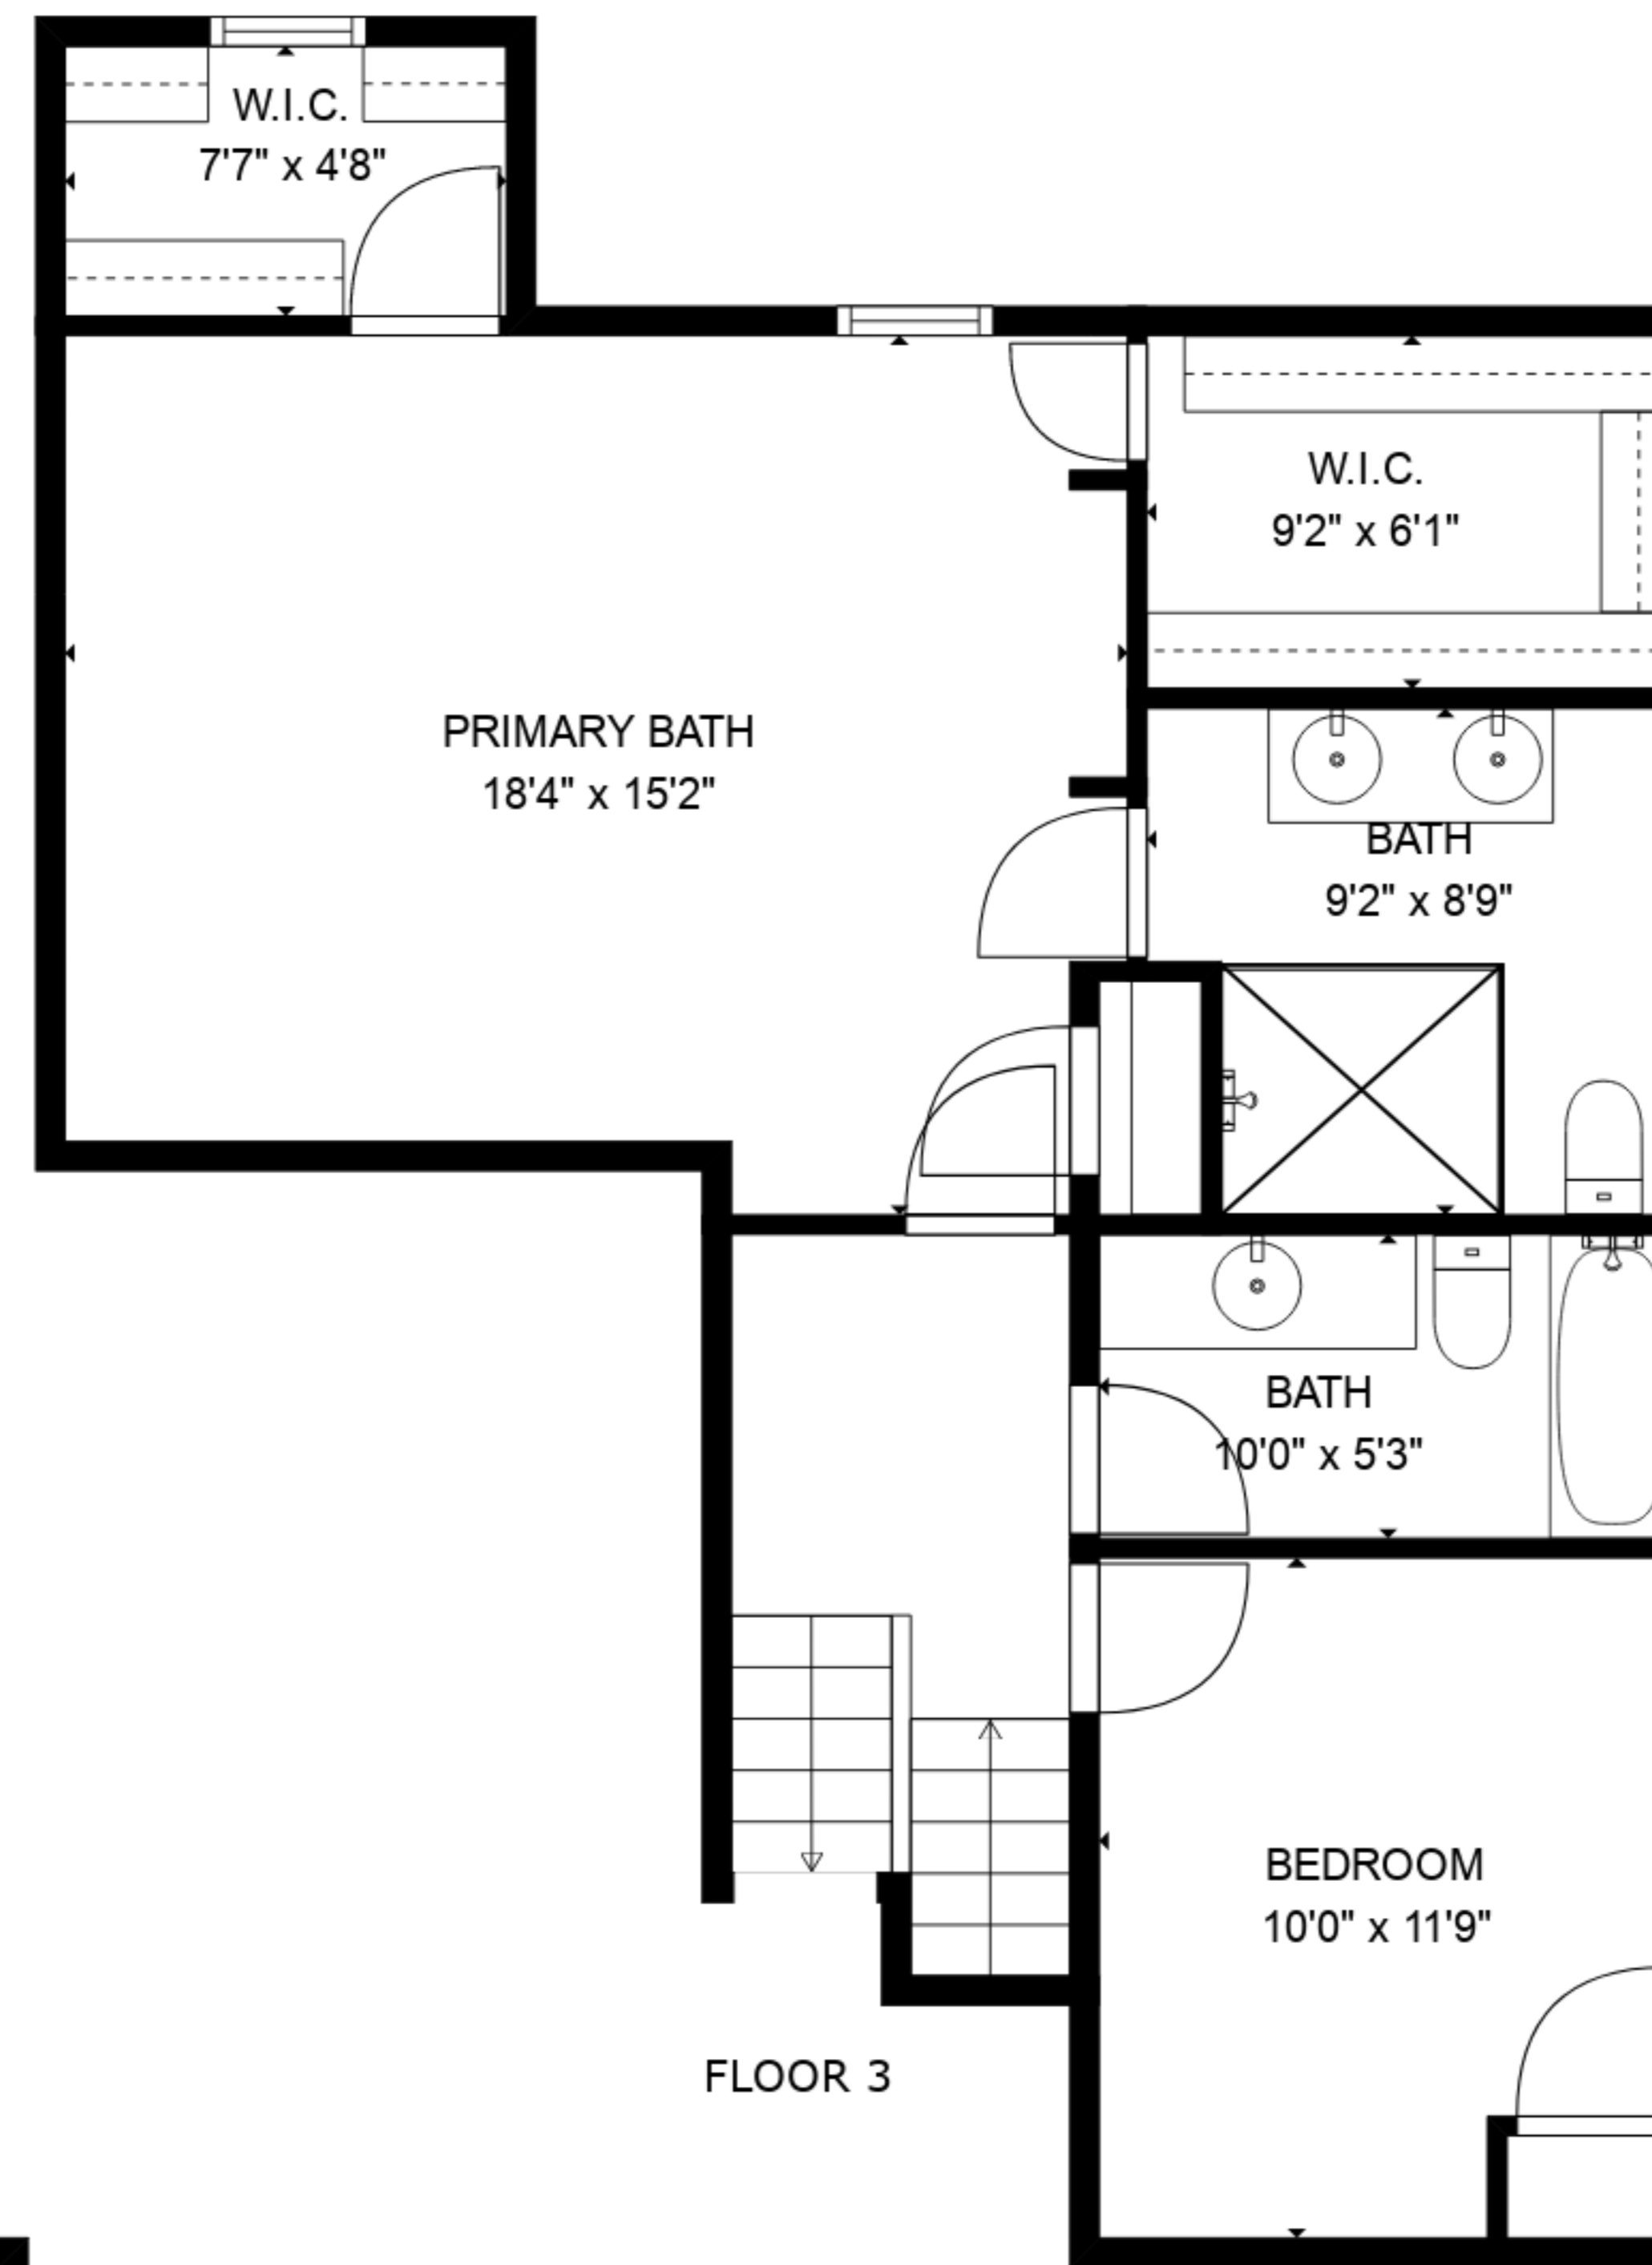 W.I.C.
7'7" x 4'8"
W.I.C.
9'2" x 6'1"
PRIMARY BATH
18'4" x 15'2"
BATH
9'2" x 8'9"
BATH
10'0" x 5'3"
BEDROOM
10'0" x 11'9"
FLOOR 3